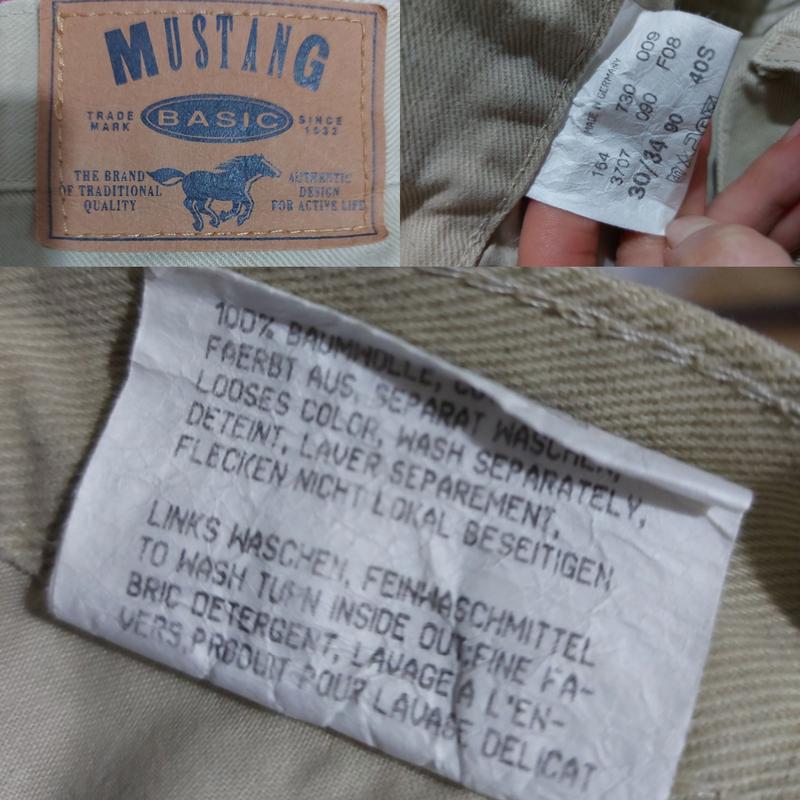 MUSTANG
TRADE MARK
BASIC
SINCE 1932
THE BRAND OF TRADITIONAL QUALITY
AUTHENTIC DESIGN FOR ACTIVE LIFE
MADE IN GERMANY
009
F08
40S
730
080
90
164
3707
30/34
100% BAUMWOLLE,
FAERBT AUS, SEPARAT WASCHEN,
LOOSES COLOR, WASH SEPARATELY,
DETEINT, LAVER SEPAREMENT,
FLECKEN NICHT LOKAL BESEITIGEN
LINKS WASCHEN, FEINWASCHMITTEL
TO WASH TURN INSIDE OUT,FINE FA-
BRIC DETERGENT, LAVAGE A L'EN-
VERS,PRODUIT POUR LAVAGE DELICAT